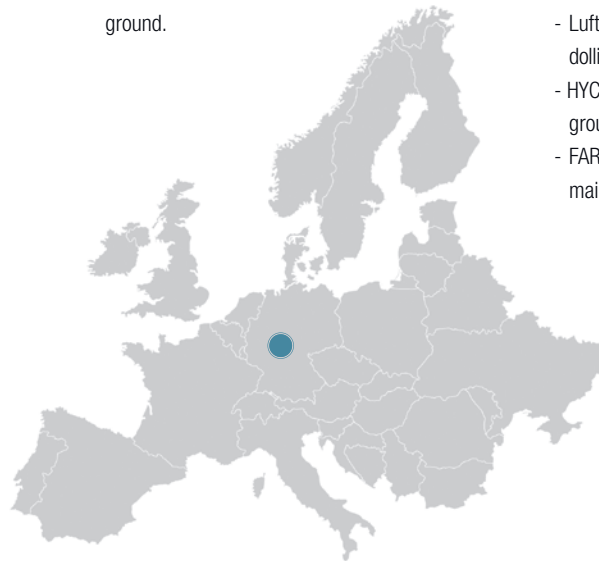 ground.
- Luft
dolli
- HYC
grou
- FAR
mai